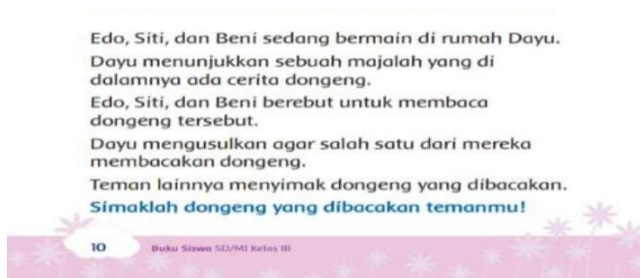 Edo, Siti, dan Beni sedang bermain di rumah Dayu.
Dayu menunjukkan sebuah majalah yang di
dalamnya ada cerita dongeng.
Edo, Siti, dan Beni berebut untuk membaca
dongeng tersebut.
Dayu mengusulkan agar salah satu dari mereka
membacakan dongeng.
Teman lainnya menyimak dongeng yang dibacakan.
Simaklah dongeng yang dibacakan temanmu!
10 Buku Siswa SD/MI Kelas III